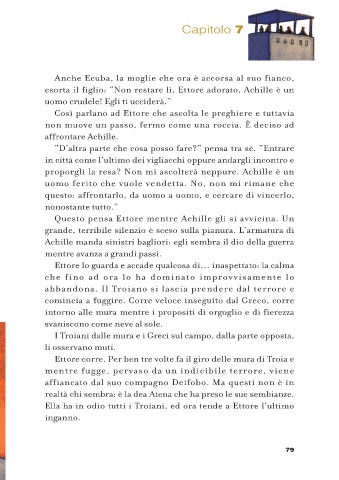 Capitolo 7
Anche Ecuba, la moglie che ora è accorsa al suo fianco,
esorta il figlio: "Non restare lì, Ettore adorato, Achille è un
uomo crudele! Egli ti ucciderà."
Così parlano ad Ettore che ascolta le preghiere e tuttavia
non muove un passo, fermo come una roccia. È deciso ad
affrontare Achille.
"D'altra parte che cosa posso fare?" pensa tra sé. "Entrare
in città come l'ultimo dei vigliacchi oppure andargli incontro e
proporgli la resa? Non mi ascolterà neppure. Achille è un
uomo ferito che vuole vendetta. No, non mi rimane che
questo: affrontarlo, da uomo a uomo, e cercare di vincerlo,
nonostante tutto."
Questo pensa Ettore mentre Achille gli si avvicina. Un
grande, terribile silenzio è sceso sulla pianura. L'armatura di
Achille manda sinistri bagliori: egli sembra il dio della guerra
mentre avanza a grandi passi.
Ettore lo guarda e accade qualcosa di... inaspettato: la calma
che fino ad ora lo ha dominato improvvisamente lo
abbandona. Il Troiano si lascia prendere dal terrore e
comincia a fuggire. Corre veloce inseguito dal Greco, corre
intorno alle mura mentre i propositi di orgoglio e di fierezza
svaniscono come neve al sole.
I Troiani dalle mura e i Greci sul campo, dalla parte opposta,
li osservano muti.
Ettore corre. Per ben tre volte fa il giro delle mura di Troia e
mentre fugge, pervaso da un indicibile terrore, viene
affiancato dal suo compagno Deifobo. Ma questi non è in
realtà chi sembra: è la dea Atena che ha preso le sue sembianze.
Ella ha in odio tutti i Troiani, ed ora tende a Ettore l'ultimo
inganno.
79